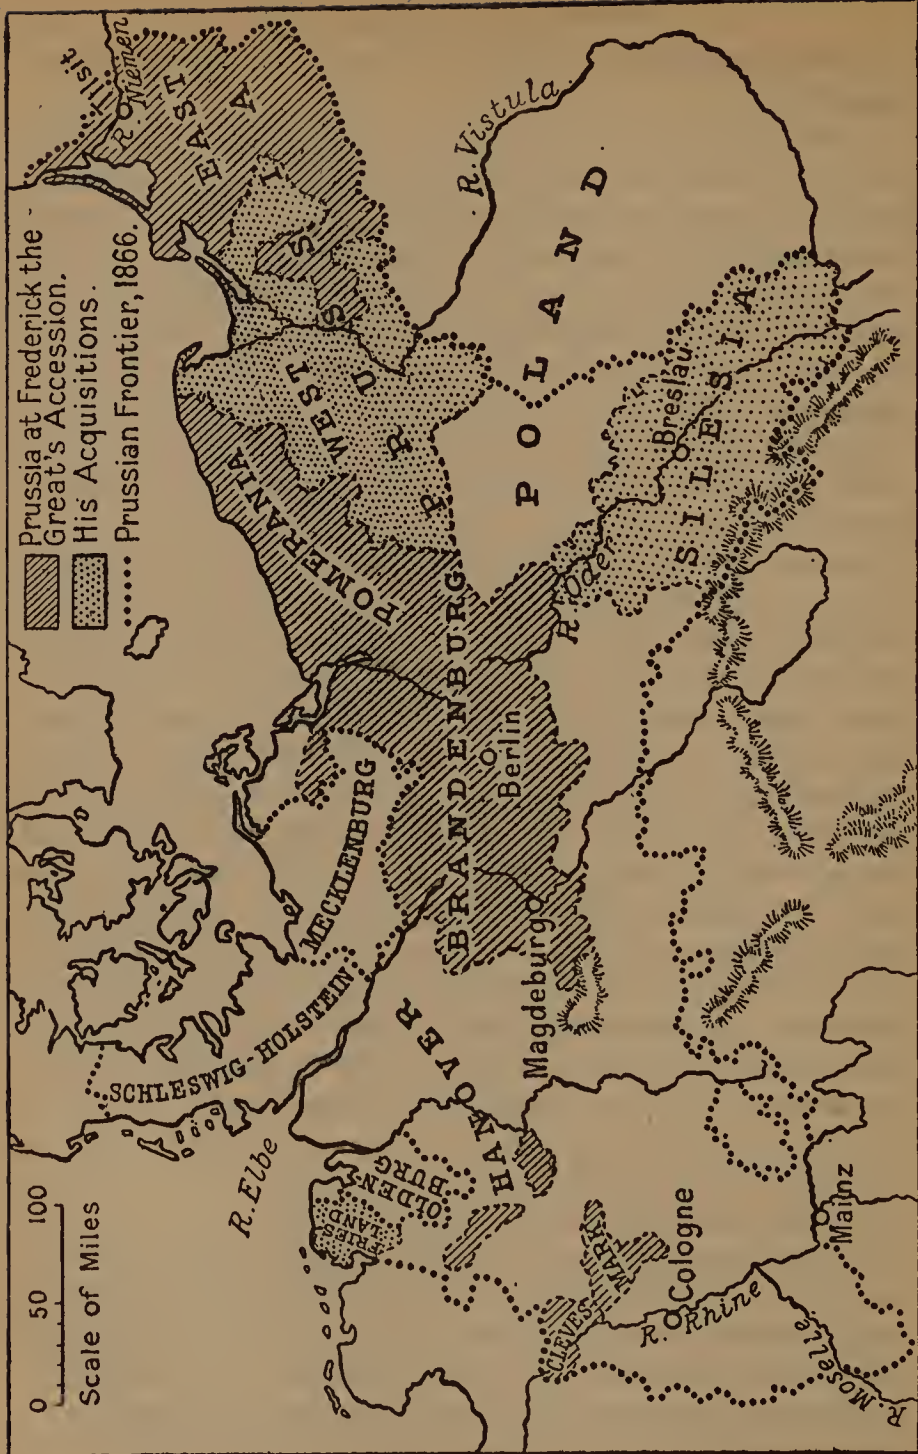 Prussia at Frederick the
Great's Accession.
His Acquisitions.
Prussian Frontier, 1866.
0 50 100
Scale of Miles
Tilsit
R. Niemen
EAST
WEST
PRUSSIA
POMERANIA
R. Vistula
POLAND
BRANDENBURG
Berlin
R. Oder
Breslau
SILESIA
MECKLENBURG
SCHLESWIG-HOLSTEIN
R. Elbe
HANOVER
Magdeburg
OLDEN-
BURG
FRIES
LAND
MARK
CLEVES
Cologne
R. Rhine
Mainz
R. Moselle